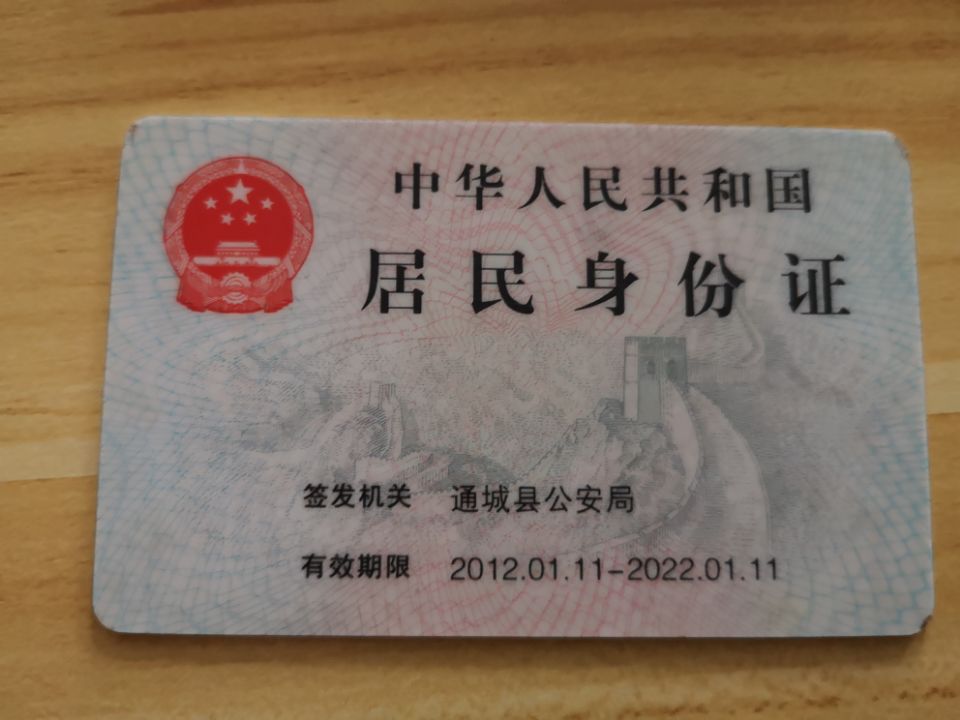 中华人民共和国
居民身份证
签发机关 通城县公安局
有效期限 2012.01.11-2022.01.11